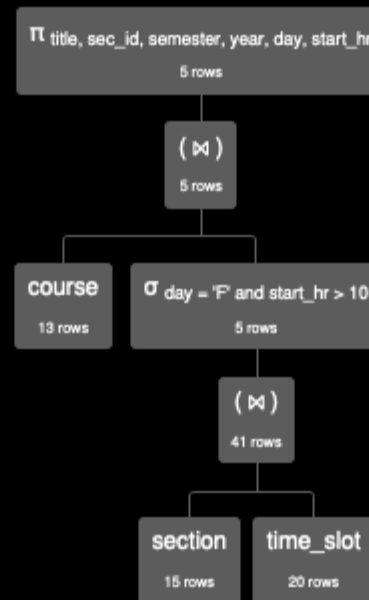 π title, sec_id, semester, year, day, start_hr
5 rows
( ⋈ )
5 rows
course
13 rows
σ day = 'F' and start_hr > 10
5 rows
( ⋈ )
41 rows
section
15 rows
time_slot
20 rows